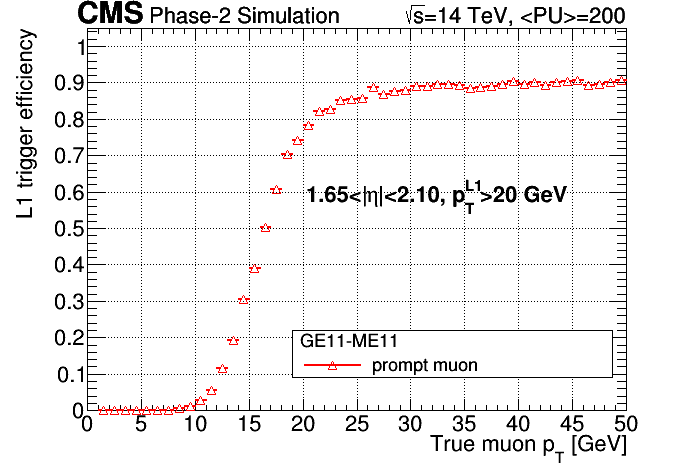 CMS Phase-2 Simulation √s=14 TeV, <PU>=200
L1 trigger efficiency
1
0.9
0.8
0.7
0.6
0.5
0.4
0.3
0.2
0.1
0
1.65<|η|<2.10, p_T^L1>20 GeV
GE11-ME11
prompt muon
0 5 10 15 20 25 30 35 40 45 50
True muon p_T [GeV]